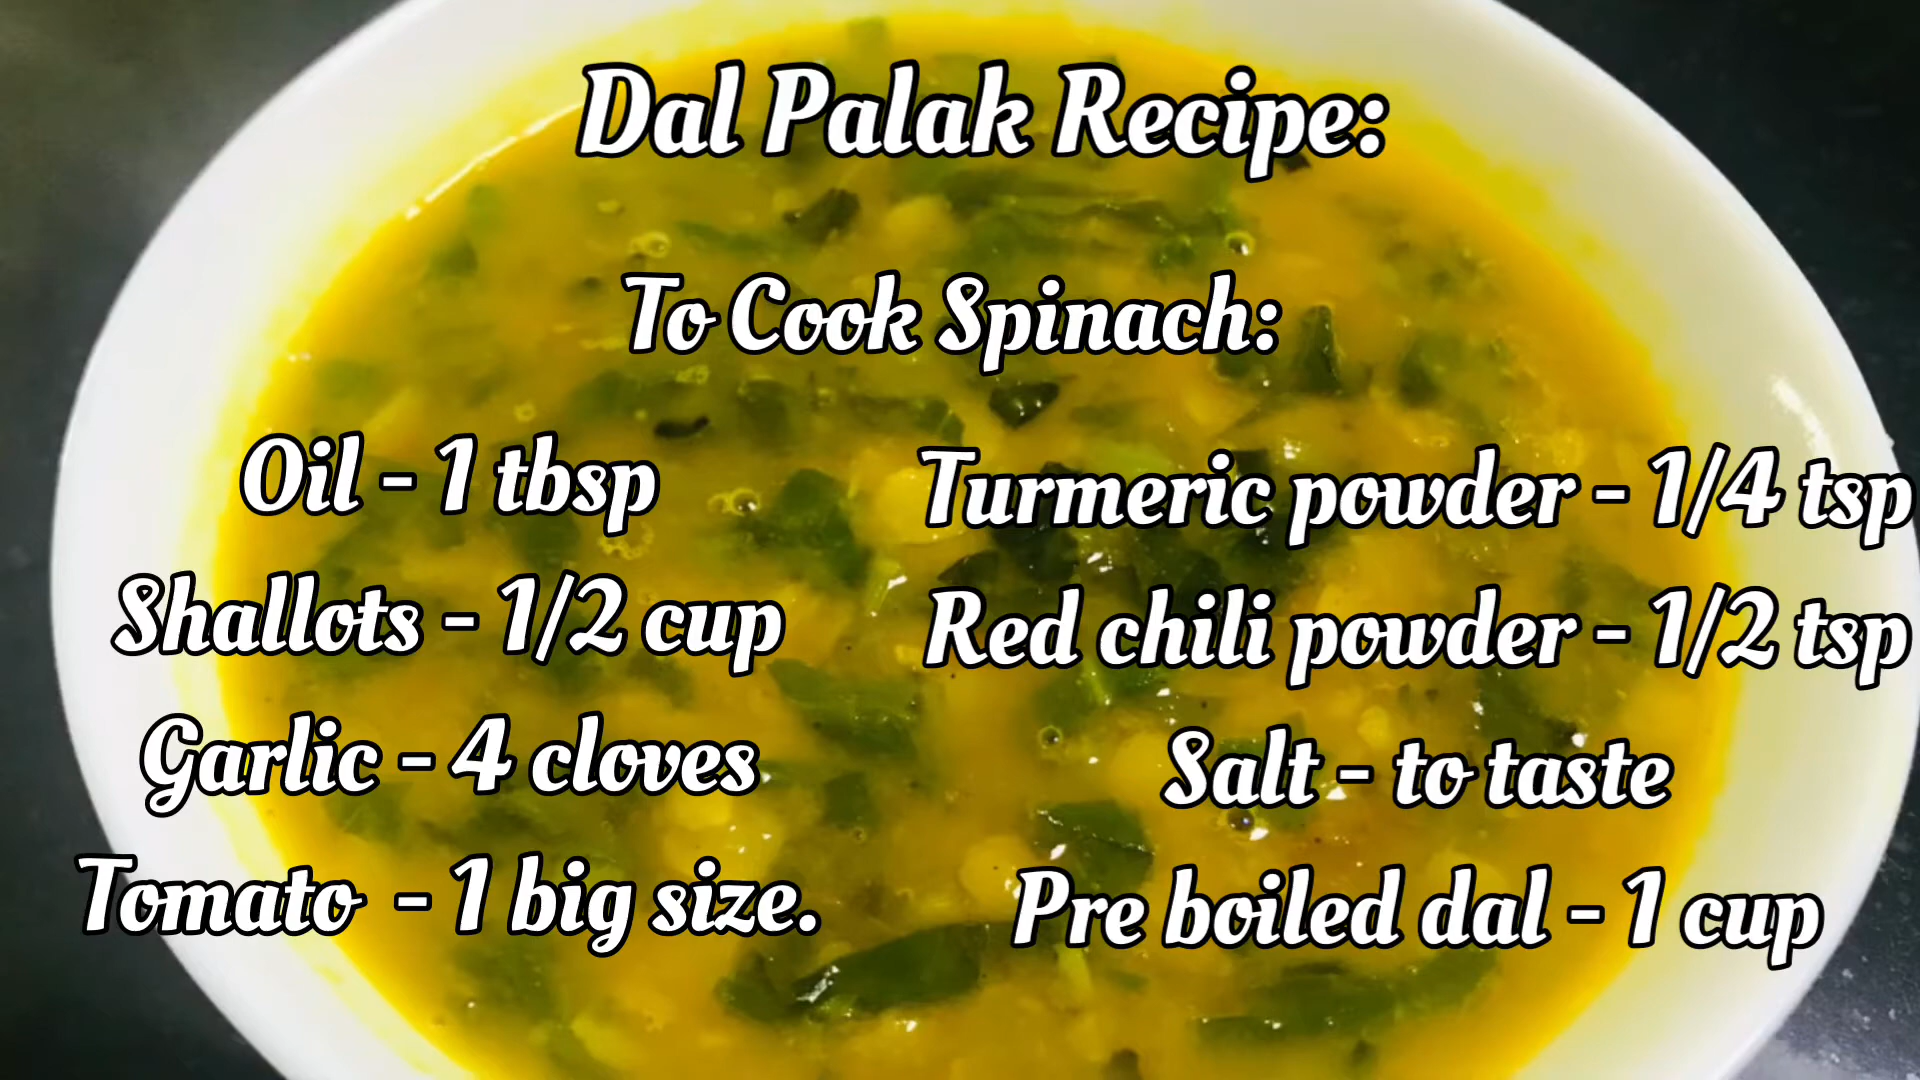 Dal Palak Recipe:
To Cook Spinach:
Oil - 1 tbsp
Shallots - 1/2 cup
Garlic - 4 cloves
Tomato - 1 big size.
Turmeric powder - 1/4 tsp
Red chili powder - 1/2 tsp
Salt - to taste
Pre boiled dal - 1 cup